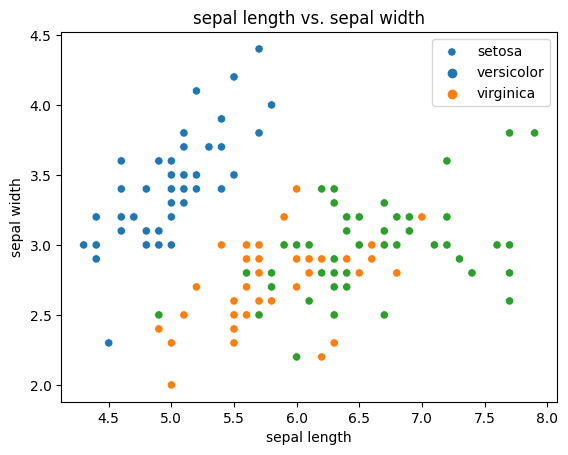 sepal length vs. sepal width
setosa
versicolor
virginica
4.5
4.0
3.5
3.0
2.5
2.0
sepal width
4.5 5.0 5.5 6.0 6.5 7.0 7.5 8.0
sepal length